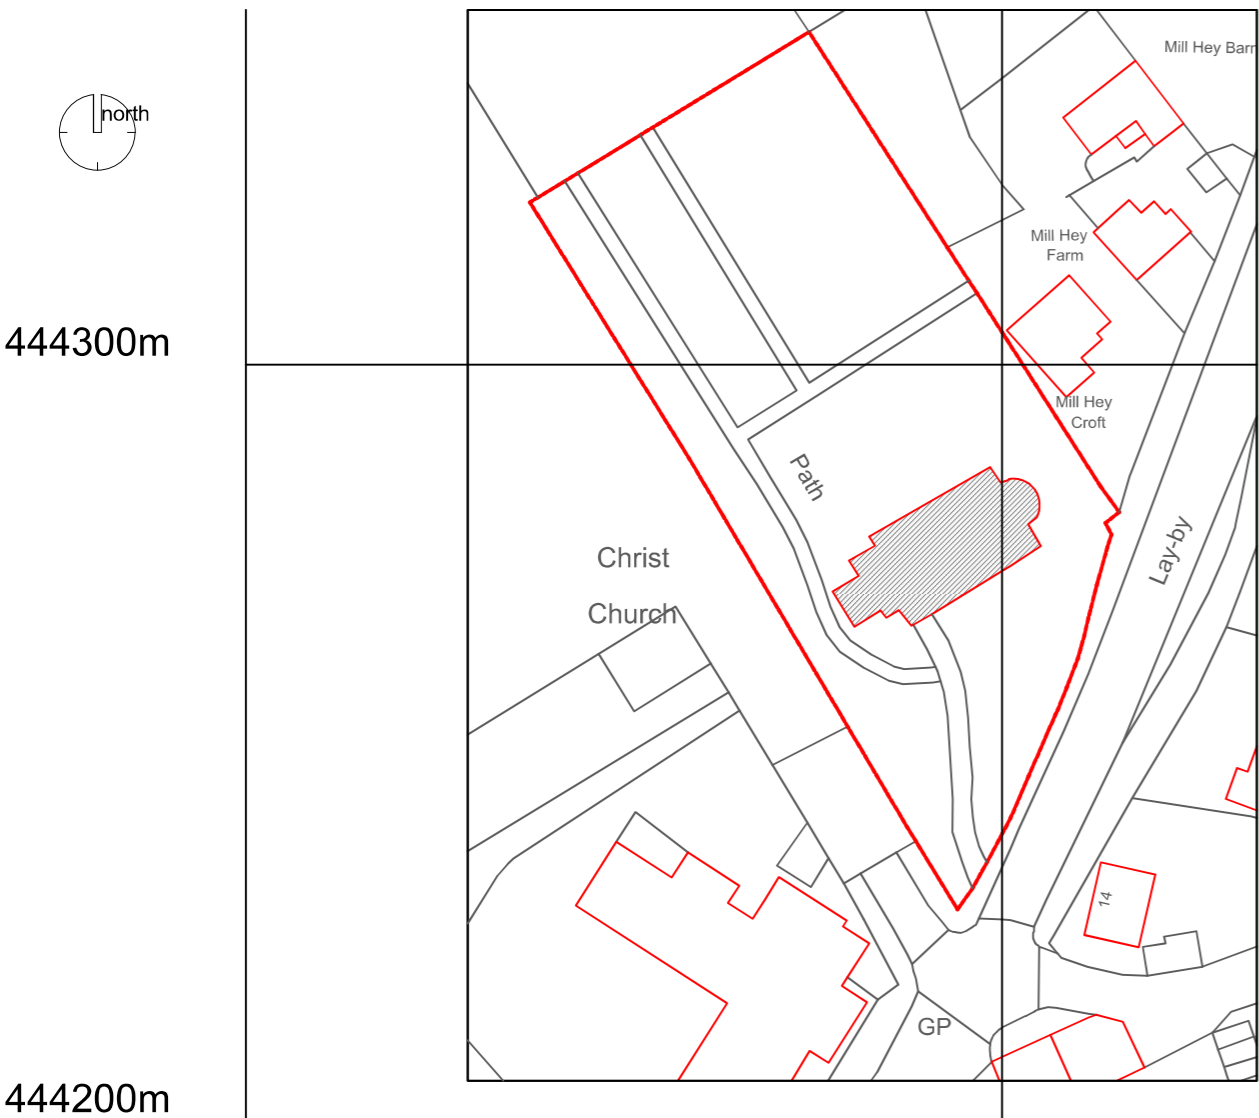 Mill Hey Barn
north
Mill Hey
Farm
444300m
Mill Hey
Croft
Path
Lay-by
Christ
Church
14
GP
444200m